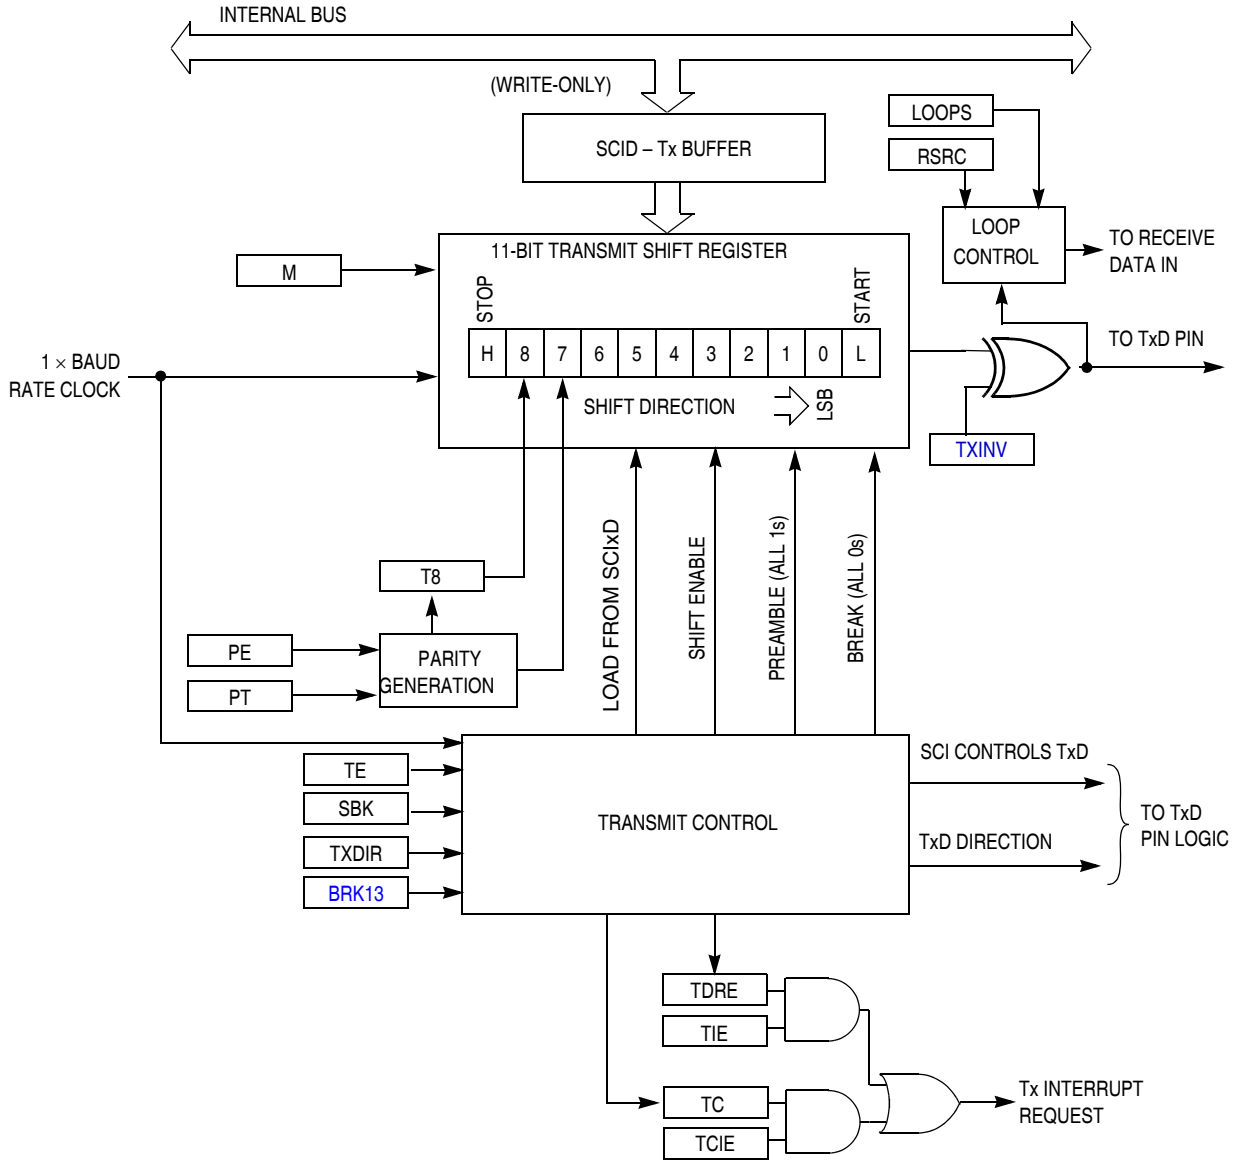 INTERNAL BUS
(WRITE-ONLY)
SCID – Tx BUFFER
LOOPS
RSRC
LOOP
CONTROL
TO RECEIVE
DATA IN
11-BIT TRANSMIT SHIFT REGISTER
M
STOP
START
H 8 7 6 5 4 3 2 1 0 L
1 × BAUD
RATE CLOCK
SHIFT DIRECTION
LSB
TO TxD PIN
TXINV
T8
PE
PT
PARITY
GENERATION
LOAD FROM SCIxD
SHIFT ENABLE
PREAMBLE (ALL 1s)
BREAK (ALL 0s)
TE
SBK
TXDIR
BRK13
TRANSMIT CONTROL
SCI CONTROLS TxD
TxD DIRECTION
TO TxD
PIN LOGIC
TDRE
TIE
TC
TCIE
Tx INTERRUPT
REQUEST